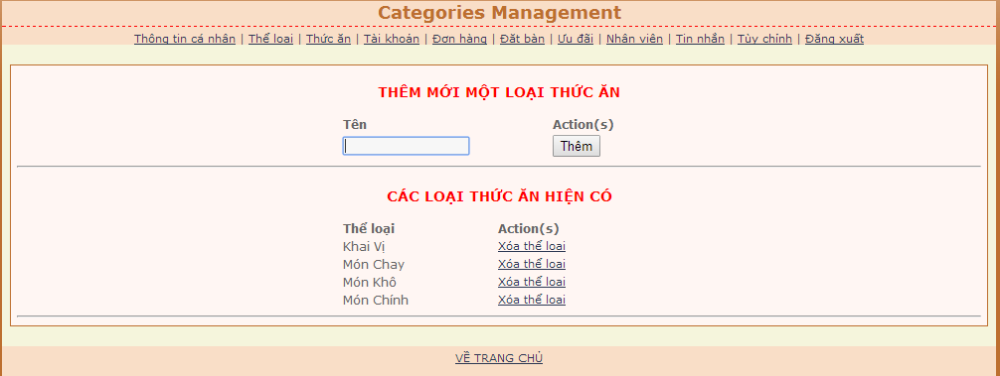 Categories Management
Thông tin cá nhân | Thể loại | Thức ăn | Tài khoản | Đơn hàng | Đặt bàn | Ưu đãi | Nhân viên | Tin nhắn | Tùy chỉnh | Đăng xuất
THÊM MỚI MỘT LOẠI THỨC ĂN
Tên Action(s)
Thêm
CÁC LOẠI THỨC ĂN HIỆN CÓ
Thể loại Action(s)
Khai Vị Xóa thể loại
Món Chay Xóa thể loại
Món Khô Xóa thể loại
Món Chính Xóa thể loại
VỀ TRANG CHỦ